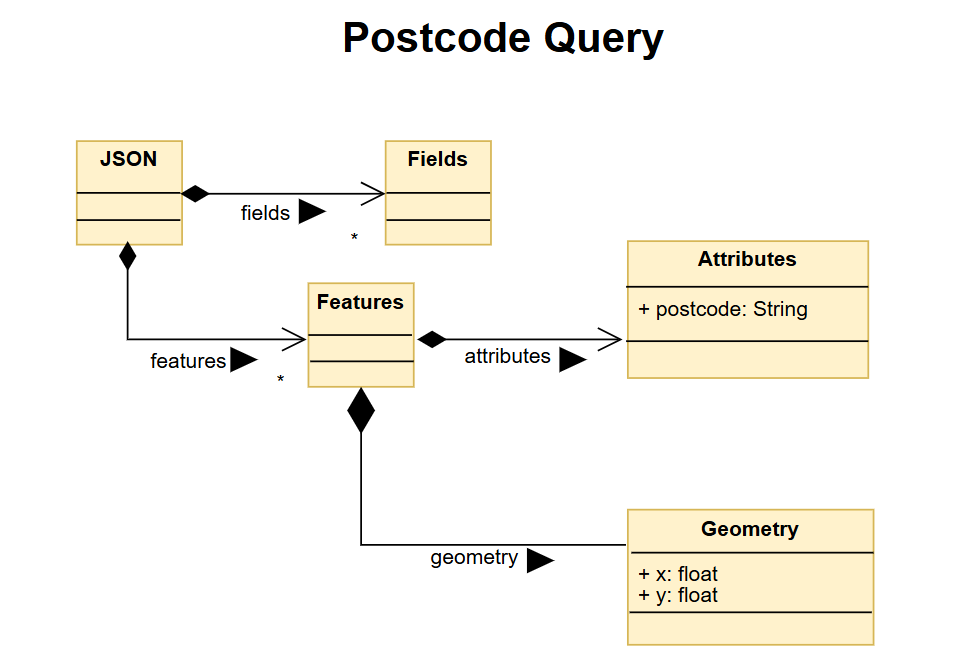 Postcode Query
JSON
Fields
fields
*
Attributes
+ postcode: String
Features
attributes
features
*
Geometry
+ x: float
+ y: float
geometry